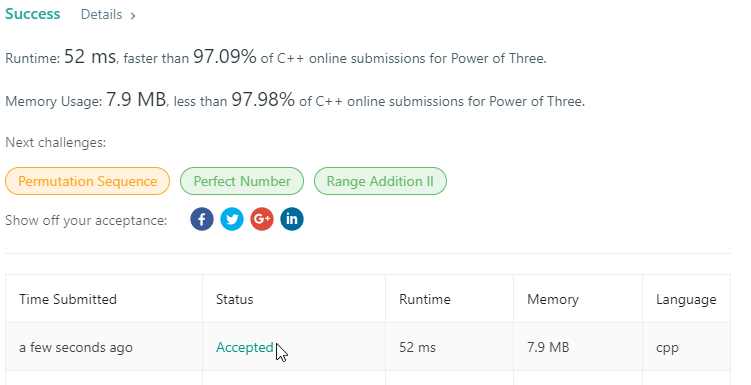 Success Details >
Runtime: 52 ms, faster than 97.09% of C++ online submissions for Power of Three.
Memory Usage: 7.9 MB, less than 97.98% of C++ online submissions for Power of Three.
Next challenges:
Permutation Sequence Perfect Number Range Addition II
Show off your acceptance: f G+ in
Time Submitted Status Runtime Memory Language
a few seconds ago Accepted 52 ms 7.9 MB cpp